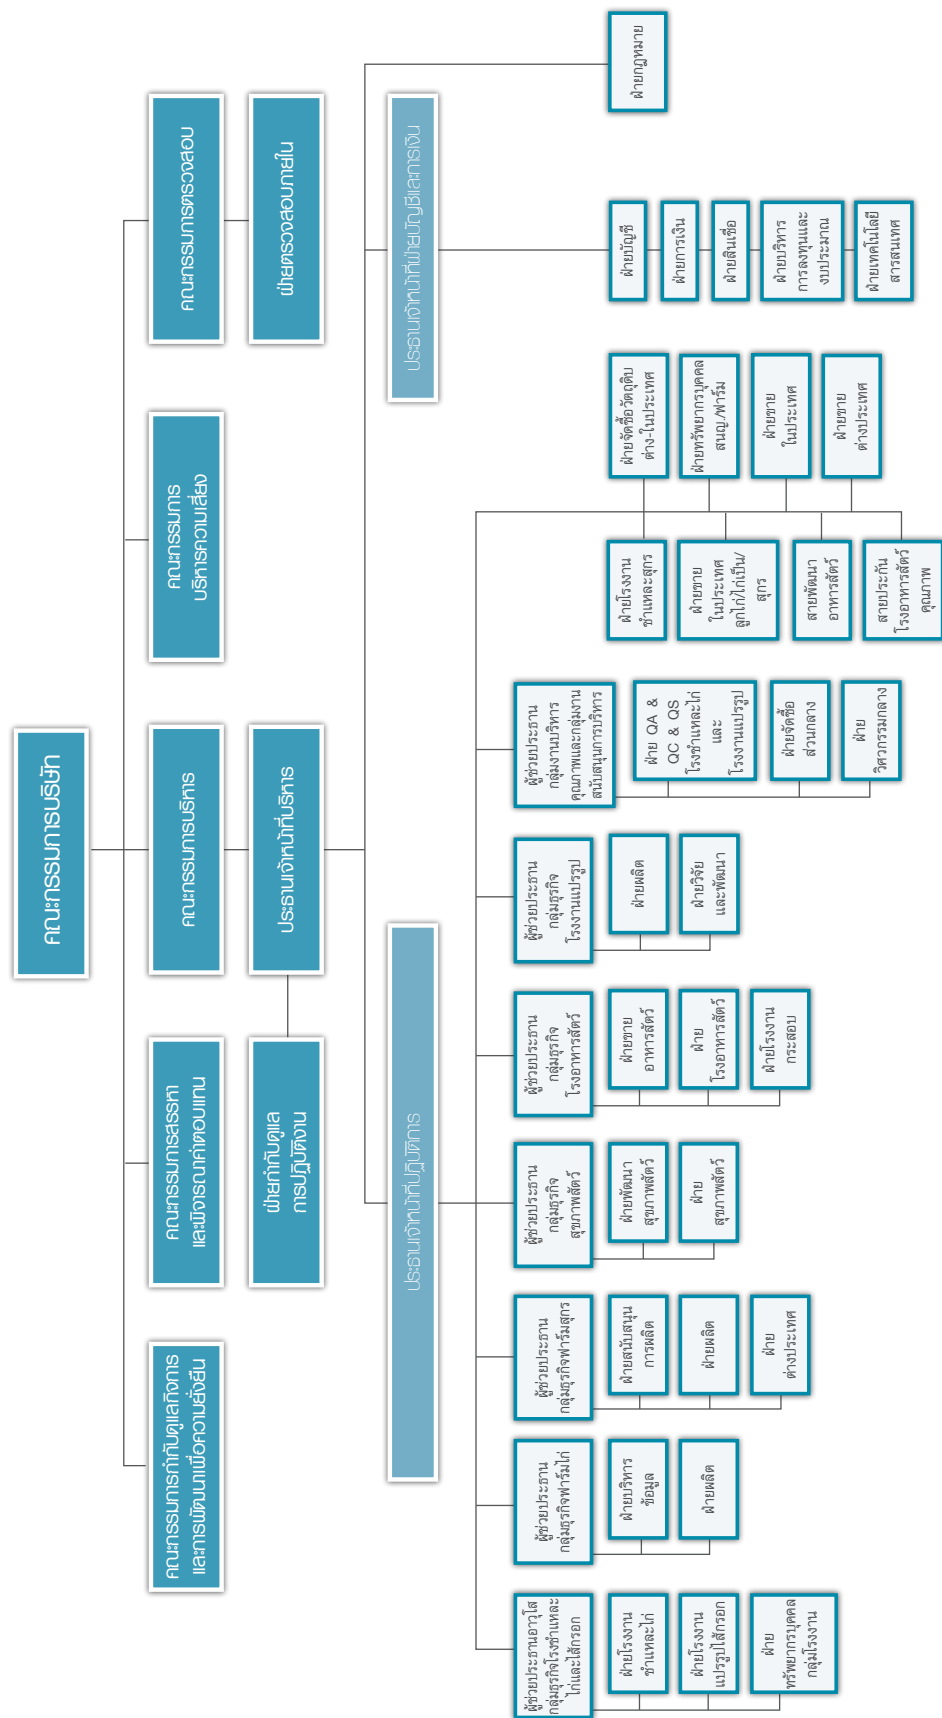 คณะกรรมการบริษัท
คณะกรรมการกำกับดูแลกิจการ
และการพัฒนาเพื่อความยั่งยืน
คณะกรรมการสรรหา
และพิจารณาค่าตอบแทน
คณะกรรมการบริหาร
คณะกรรมการ
บริหารความเสี่ยง
คณะกรรมการตรวจสอบ
ฝ่ายกำกับดูแล
การปฏิบัติงาน
ประธานเจ้าหน้าที่บริหาร
ฝ่ายตรวจสอบภายใน
ประธานเจ้าหน้าที่ปฏิบัติการ
ประธานเจ้าหน้าที่ฝ่ายบัญชีและการเงิน
ผู้ช่วยประธานอาวุโส
กลุ่มธุรกิจโรงชำแหละ
ไก่และไส้กรอก
ฝ่ายโรงงาน
ชำแหละไก่
ฝ่ายโรงงาน
แปรรูปไส้กรอก
ฝ่าย
ทรัพยากรบุคคล
กลุ่มโรงงาน
ผู้ช่วยประธาน
กลุ่มธุรกิจฟาร์มไก่
ฝ่ายบริหาร
ข้อมูล
ฝ่ายผลิต
ผู้ช่วยประธาน
กลุ่มธุรกิจฟาร์มสุกร
ฝ่ายสนับสนุน
การผลิต
ฝ่ายผลิต
ฝ่าย
ต่างประเทศ
ผู้ช่วยประธาน
กลุ่มธุรกิจ
สุขภาพสัตว์
ฝ่ายพัฒนา
สุขภาพสัตว์
ฝ่าย
สุขภาพสัตว์
ผู้ช่วยประธาน
กลุ่มธุรกิจ
โรงอาหารสัตว์
ฝ่ายขาย
อาหารสัตว์
ฝ่าย
โรงอาหารสัตว์
ฝ่ายโรงงาน
กระสอบ
ผู้ช่วยประธาน
กลุ่มธุรกิจ
โรงงานแปรรูป
ฝ่ายผลิต
ฝ่ายวิจัย
และพัฒนา
ผู้ช่วยประธาน
กลุ่มงานบริหาร
คุณภาพและกลุ่มงาน
สนับสนุนการบริหาร
ฝ่าย QA &
QC & QS
โรงชำแหละไก่
และ
โรงงานแปรรูป
ฝ่ายจัดซื้อ
ส่วนกลาง
ฝ่าย
วิศวกรรมกลาง
ฝ่ายโรงงาน
ชำแหละสุกร
ฝ่ายขาย
ในประเทศ
ลูกไก่/ไก่เป็น/
สุกร
สายพัฒนา
อาหารสัตว์
สายประกัน
โรงอาหารสัตว์
คุณภาพ
ฝ่ายจัดซื้อวัตถุดิบ
ต่าง-ในประเทศ
ฝ่ายทรัพยากรบุคคล
สนญ./ฟาร์ม
ฝ่ายขาย
ในประเทศ
ฝ่ายขาย
ต่างประเทศ
ฝ่ายบัญชี
ฝ่ายการเงิน
ฝ่ายสินเชื่อ
ฝ่ายบริหาร
การลงทุนและ
งบประมาณ
ฝ่ายเทคโนโลยี
สารสนเทศ
ฝ่ายกฎหมาย